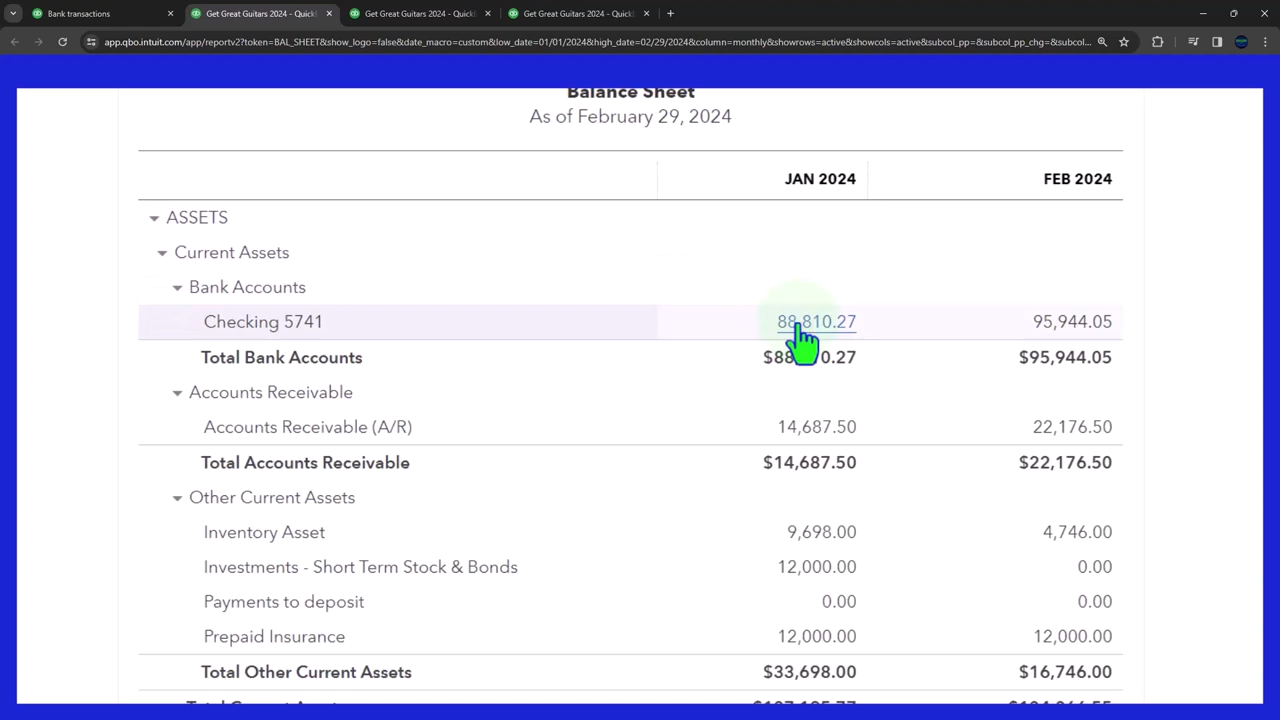 Bank transactions
Get Great Guitars 2024 - QuickB
Get Great Guitars 2024 - QuickB
Get Great Guitars 2024 - QuickB
app.qbo.intuit.com/app/reportv2?token=BAL_SHEET&show_logo=false&date_macro=custom&low_date=01/01/2024&high_date=02/29/2024&column=monthly&showrows=active&showcols=active&subcol_pp=&subcol_pp_chg=&subcol...
Balance Sheet
As of February 29, 2024
JAN 2024 FEB 2024
ASSETS
Current Assets
Bank Accounts
Checking 5741 88,810.27 95,944.05
Total Bank Accounts $95,944.05
Accounts Receivable
Accounts Receivable (A/R) 14,687.50 22,176.50
Total Accounts Receivable $14,687.50 $22,176.50
Other Current Assets
Inventory Asset 9,698.00 4,746.00
Investments - Short Term Stock & Bonds 12,000.00 0.00
Payments to deposit 0.00 0.00
Prepaid Insurance 12,000.00 12,000.00
Total Other Current Assets $33,698.00 $16,746.00